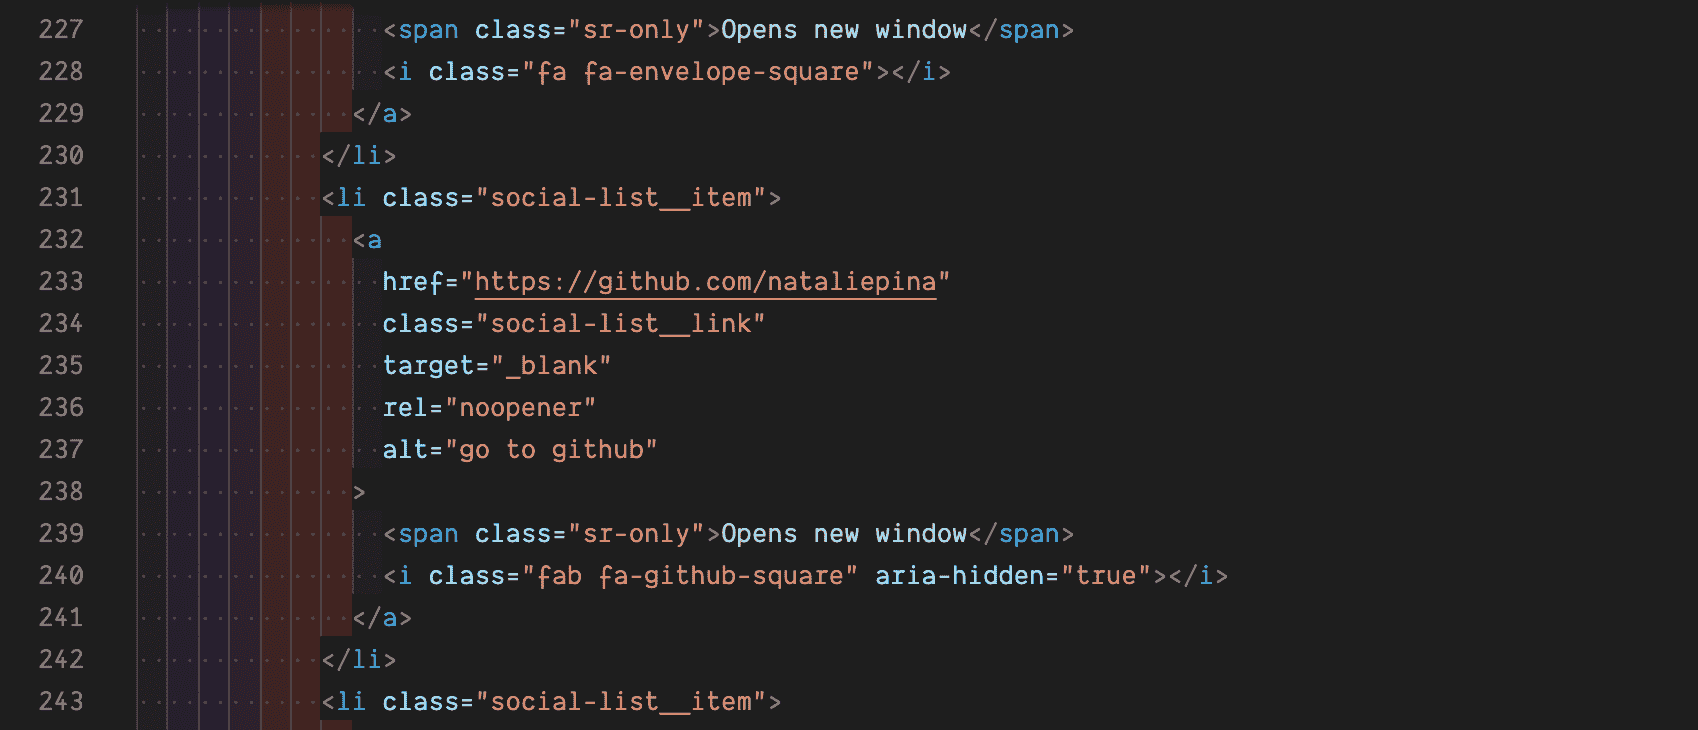 227 <span class="sr-only">Opens new window</span>
228 <i class="fa fa-envelope-square"></i>
229 </a>
230 </li>
231 <li class="social-list__item">
232 <a
233 href="https://github.com/nataliepina"
234 class="social-list__link"
235 target="_blank"
236 rel="noopener"
237 alt="go to github"
238 >
239 <span class="sr-only">Opens new window</span>
240 <i class="fab fa-github-square" aria-hidden="true"></i>
241 </a>
242 </li>
243 <li class="social-list__item">